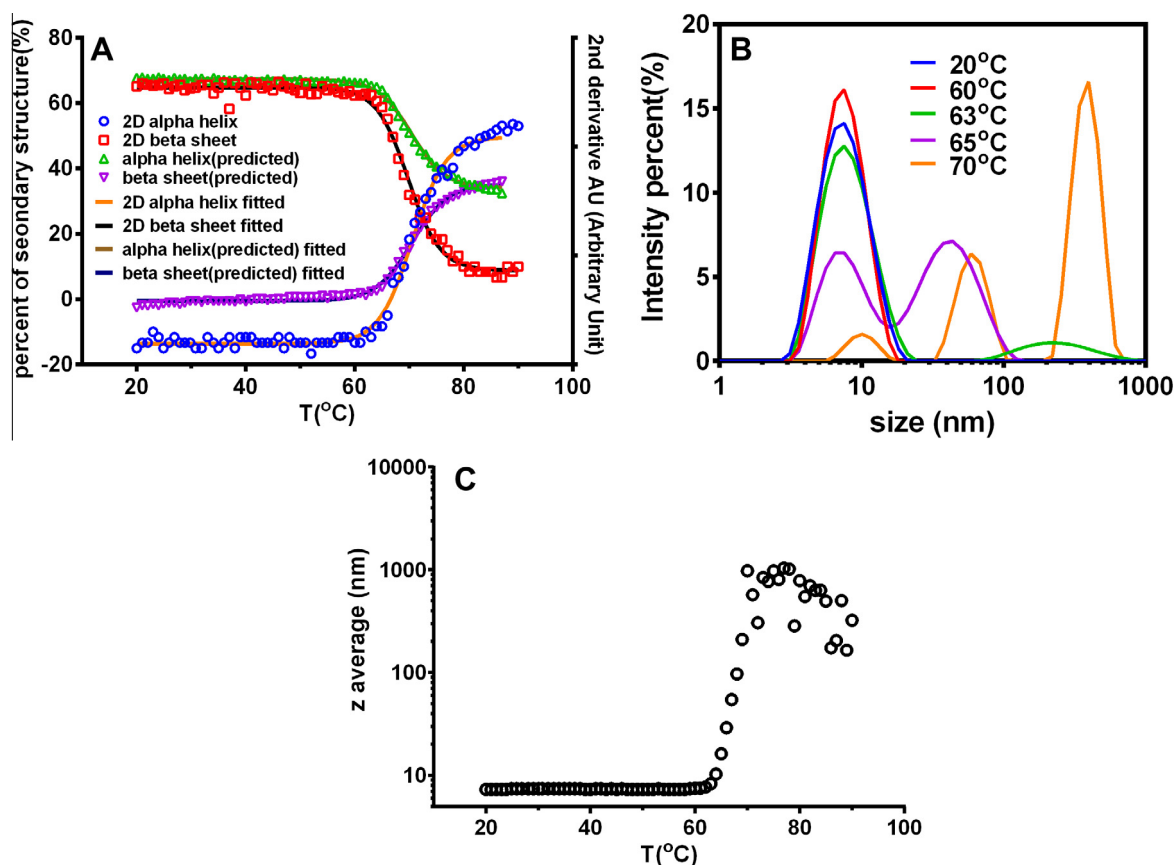 A
percent of seondary structure(%)
80
60
40
20
0
-20
2D alpha helix
2D beta sheet
alpha helix(predicted)
beta sheet(predicted)
2D alpha helix fitted
2D beta sheet fitted
alpha helix(predicted) fitted
beta sheet(predicted) fitted
20
40
60
80
100
T(°C)
2nd derivative AU (Arbitrary Unit)
B
Intensity percent(%)
20
15
10
5
0
20°C
60°C
63°C
65°C
70°C
1
10
100
1000
size (nm)
C
z average (nm)
10000
1000
100
10
20
40
60
80
100
T(°C)